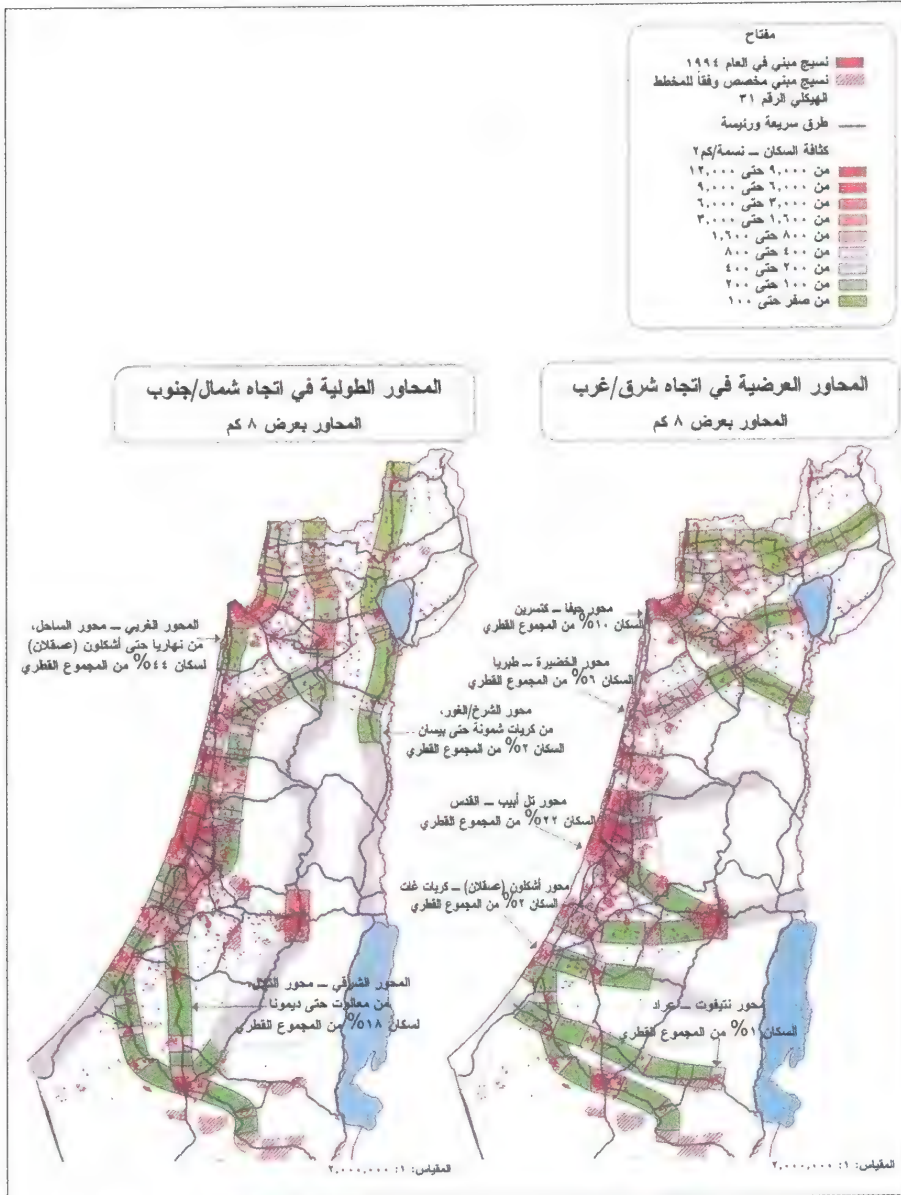 مفتاح
نسيج مبني في العام ١٩٩٤
نسيج مبني مخصص وفقاً للمخطط
الهيكلي الرقم ٣١
طرق سريعة ورئيسة
كثافة السكان – نسمة/كم٢
من ٩,٠٠٠ حتى ١٢,٠٠٠
من ٦,٠٠٠ حتى ٩,٠٠٠
من ٣,٠٠٠ حتى ٦,٠٠٠
من ١,٦٠٠ حتى ٣,٠٠٠
من ٨٠٠ حتى ١,٦٠٠
من ٤٠٠ حتى ٨٠٠
من ٢٠٠ حتى ٤٠٠
من ١٠٠ حتى ٢٠٠
من صفر حتى ١٠٠
المحاور العرضية في اتجاه شرق/غرب
المحاور بعرض ٨ كم
محور حيفا – كتسرين
السكان ١٠% من المجموع القطري
محور الخضيرة – طبريا
السكان ٦% من المجموع القطري
محور تل أبيب – القدس
السكان ٢٢% من المجموع القطري
محور أشكلون (عسقلان) – كريات غات
السكان ٢% من المجموع القطري
محور نتيفوت – عراد
السكان ١% من المجموع القطري
المقياس: ١: ٢,٠٠٠,٠٠٠
المحاور الطولية في اتجاه شمال/جنوب
المحاور بعرض ٨ كم
المحور الغربي – محور الساحل،
من نهاريا حتى أشكلون (عسقلان)
لسكان ٤٤% من المجموع القطري
محور الشرخ/الغور،
من كريات شمونة حتى بيسان
السكان ٢% من المجموع القطري
المحور الشرقي – محور التلال،
من معالوت حتى ديمونا
لسكان ١٨% من المجموع القطري
المقياس: ١: ٢,٠٠٠,٠٠٠